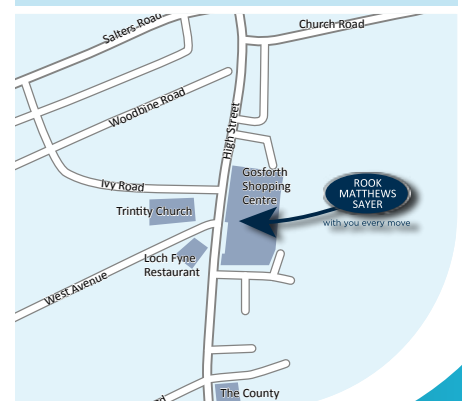 Church Road
Salters Road
Woodbine Road
High Street
Gosforth
Shopping
Centre
ROOK
MATTHEWS
SAYER
with you every move
Ivy Road
Trintity Church
Loch Fyne
Restaurant
West Avenue
The County